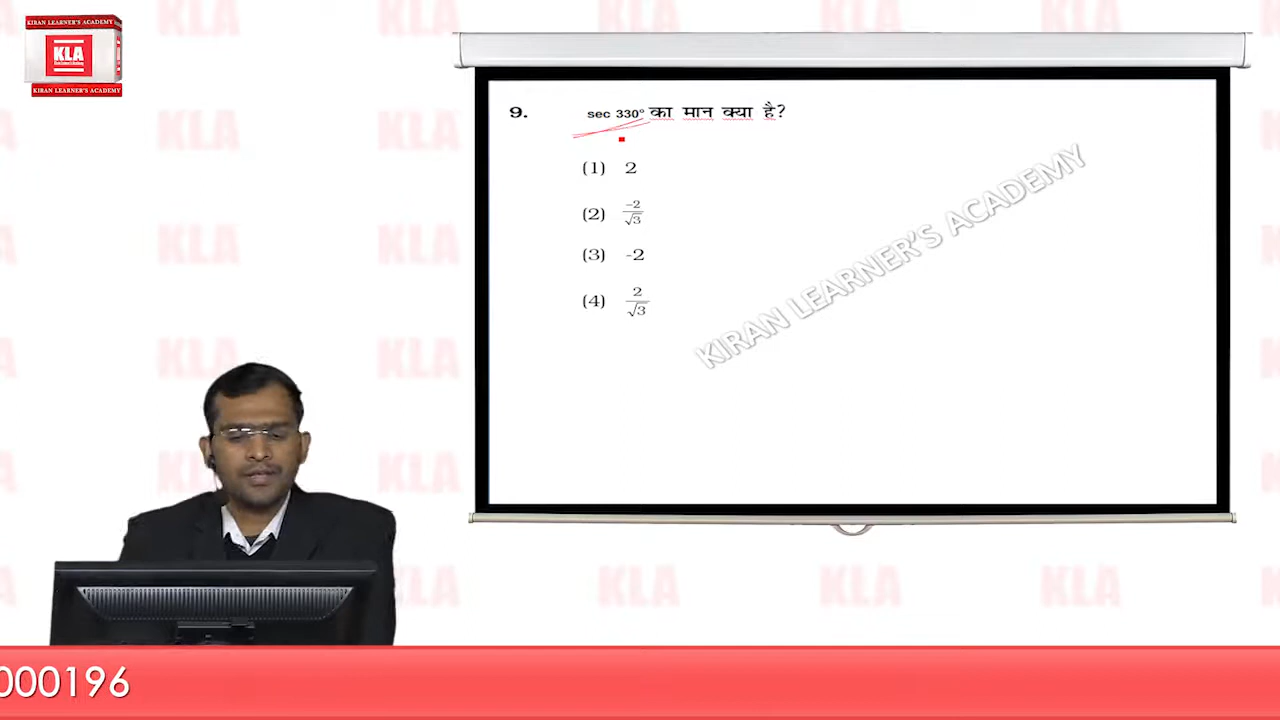 KIRAN LEARNER'S ACADEMY
KLA
KIRAN LEARNER'S ACADEMY
9. sec 330° का मान क्या है?
(1) 2
(2) -2/√3
(3) -2
(4) 2/√3
KIRAN LEARNER'S ACADEMY
000196